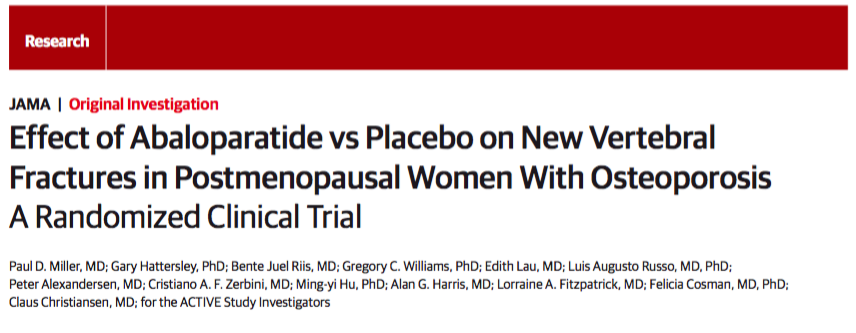 Research
JAMA | Original Investigation
Effect of Abaloparatide vs Placebo on New Vertebral
Fractures in Postmenopausal Women With Osteoporosis
A Randomized Clinical Trial
Paul D. Miller, MD; Gary Hattersley, PhD; Bente Juel Riis, MD; Gregory C. Williams, PhD; Edith Lau, MD; Luis Augusto Russo, MD, PhD;
Peter Alexandersen, MD; Cristiano A. F. Zerbini, MD; Ming-yi Hu, PhD; Alan G. Harris, MD; Lorraine A. Fitzpatrick, MD; Felicia Cosman, MD, PhD;
Claus Christiansen, MD; for the ACTIVE Study Investigators